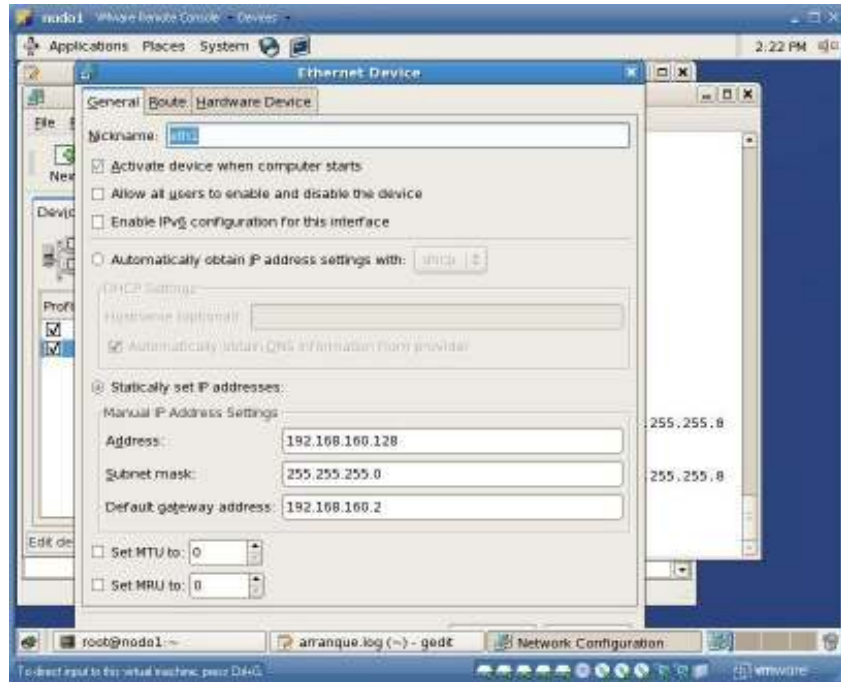 nodo1 VMware Remote Console Devices
Applications Places System 2:22 PM
Ethernet Device
General Route Hardware Device
File
Nickname: eth1
Activate device when computer starts
New
Allow all users to enable and disable the device
Enable IPv6 configuration for this interface
Devic
Automatically obtain IP address settings with: dhcp
DHCP Settings
Hostname (optional):
Automatically obtain DNS information from provider
Profi
Statically set IP addresses:
Manual IP Address Settings
Address: 192.168.160.128
255.255.0
Subnet mask: 255.255.255.0
255.255.0
Default gateway address: 192.168.160.2
Edit de
Set MTU to: 0
Set MRU to: 0
root@nodo1:~ arranque.log (~) - gedit Network Configuration
To direct input to this virtual machine, press Ctrl+G. vmware